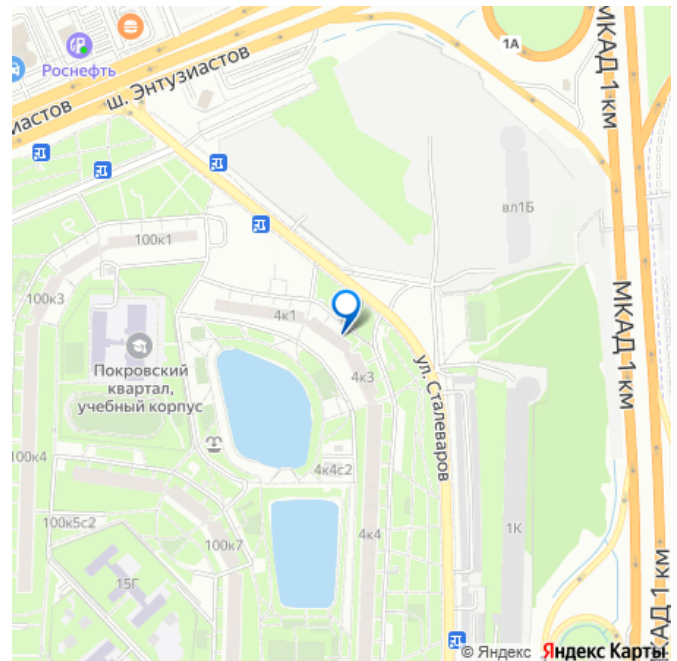 Роснефть
ш. Энтузиастов
иастов
1А
МКАД 1 км
вл1Б
100к1
100к3
4к1
МКАД 1 км
Покровский
квартал,
учебный корпус
4к3
ул. Сталеваров
100к4
4к4с2
100к5с2
4к4
1К
100к7
15Г
КАД 1 км
© Яндекс Яндекс Карты